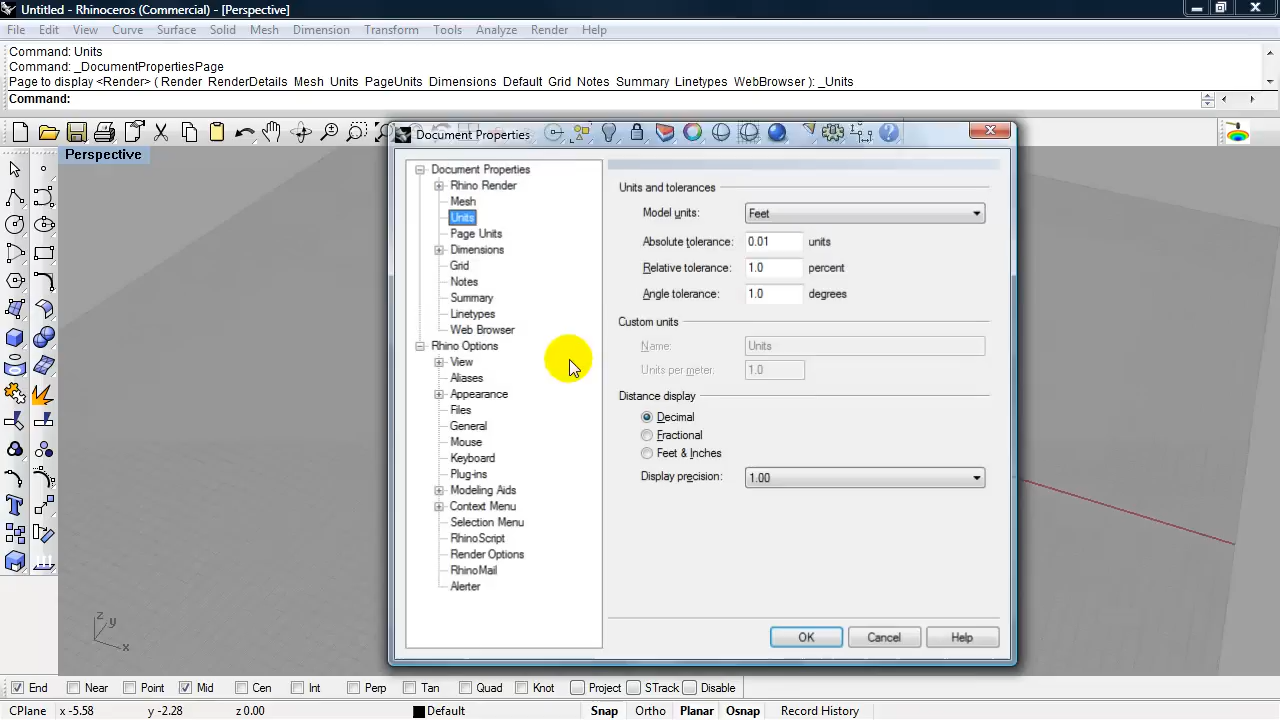 Untitled - Rhinoceros (Commercial) - [Perspective]
File Edit View Curve Surface Solid Mesh Dimension Transform Tools Analyze Render Help
Command: Units
Command: _DocumentPropertiesPage
Page to display <Render> ( Render RenderDetails Mesh Units PageUnits Dimensions Default Grid Notes Summary Linetypes WebBrowser ): _Units
Command:
Perspective
Document Properties
Document Properties
Rhino Render
Mesh
Units
Page Units
Dimensions
Grid
Notes
Summary
Linetypes
Web Browser
Rhino Options
View
Aliases
Appearance
Files
General
Mouse
Keyboard
Plug-ins
Modeling Aids
Context Menu
Selection Menu
RhinoScript
Render Options
RhinoMail
Alerter
Units and tolerances
Model units: Feet
Absolute tolerance: 0.01 units
Relative tolerance: 1.0 percent
Angle tolerance: 1.0 degrees
Custom units
Name: Units
Units per meter: 1.0
Distance display
Decimal
Fractional
Feet & Inches
Display precision: 1.00
OK Cancel Help
z
y
x
End Near Point Mid Cen Int Perp Tan Quad Knot Project STrack Disable
CPlane x -5.58 y -2.28 z 0.00 Default Snap Ortho Planar Osnap Record History